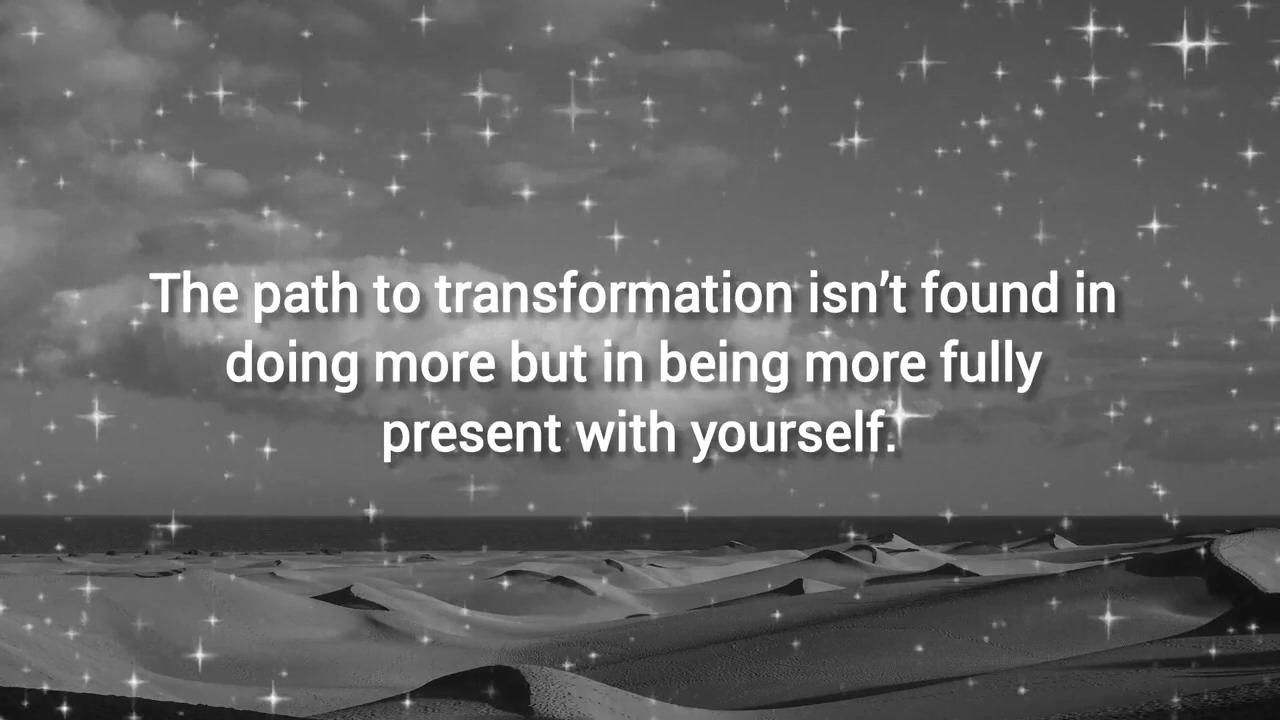 The path to transformation isn’t found in
doing more but in being more fully
present with yourself.